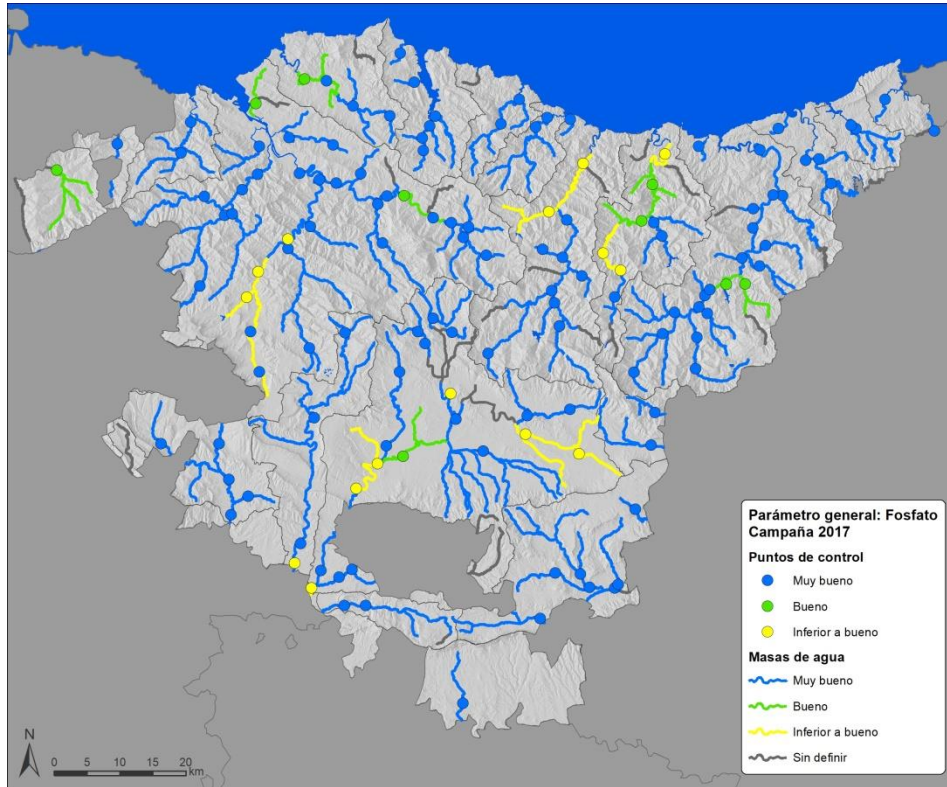 Parámetro general: Fosfato
Campaña 2017
Puntos de control
Muy bueno
Bueno
Inferior a bueno
Masas de agua
Muy bueno
Bueno
Inferior a bueno
Sin definir
N
0 5 10 15 20
km